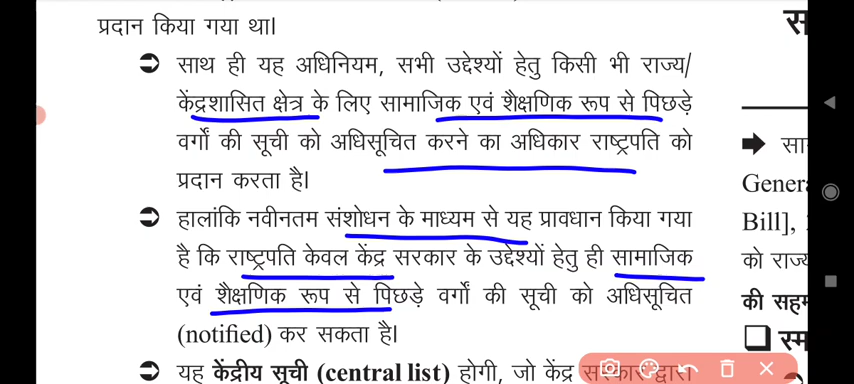 प्रदान किया गया था।
➲ साथ ही यह अधिनियम, सभी उद्देश्यों हेतु किसी भी राज्य/
केंद्रशासित क्षेत्र के लिए सामाजिक एवं शैक्षणिक रूप से पिछड़े
वर्गों की सूची को अधिसूचित करने का अधिकार राष्ट्रपति को
प्रदान करता है।
➲ हालांकि नवीनतम संशोधन के माध्यम से यह प्रावधान किया गया
है कि राष्ट्रपति केवल केंद्र सरकार के उद्देश्यों हेतु ही सामाजिक
एवं शैक्षणिक रूप से पिछड़े वर्गों की सूची को अधिसूचित
(notified) कर सकता है।
➲ यह केंद्रीय सूची (central list) होगी, जो केंद्र सरकार द्वारा
Bill],
को
की